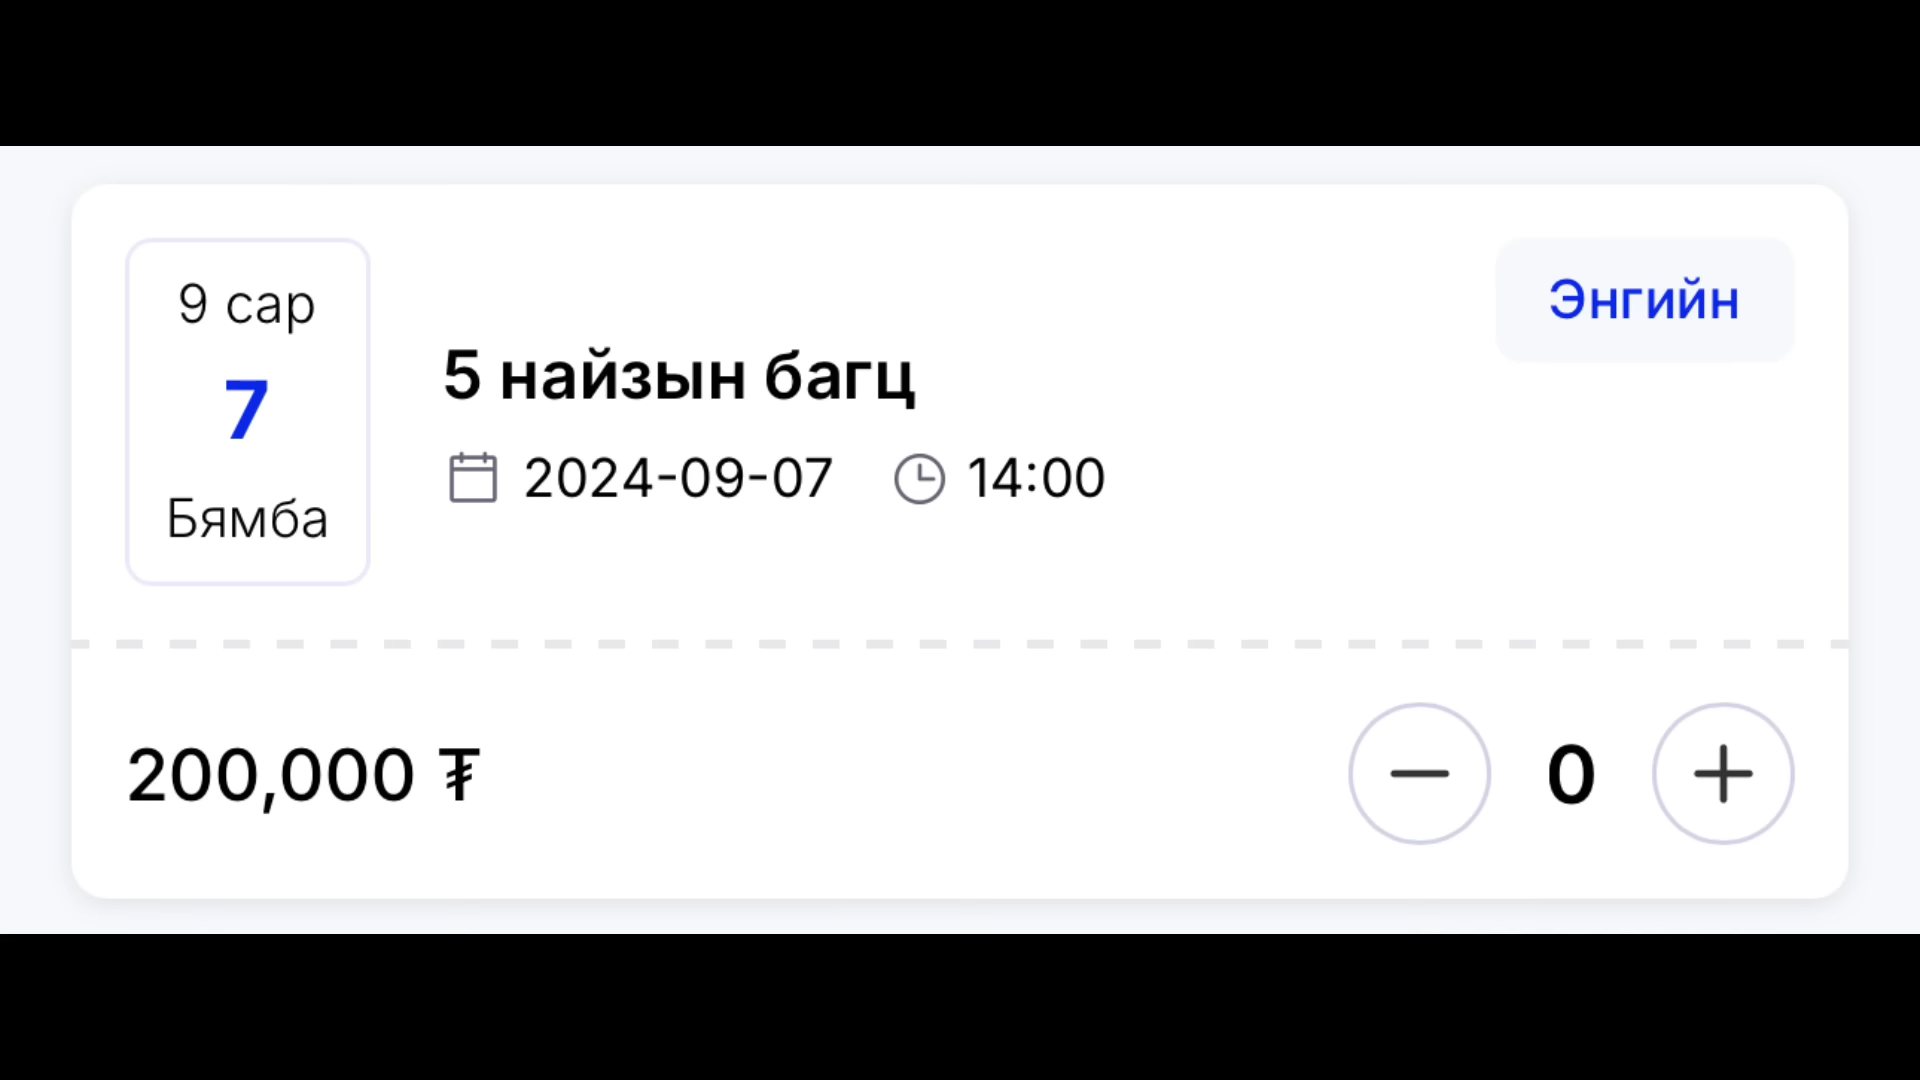 9 сар
7
Бямба
5 найзын багц
2024-09-07 14:00
Энгийн
200,000 ₮
0